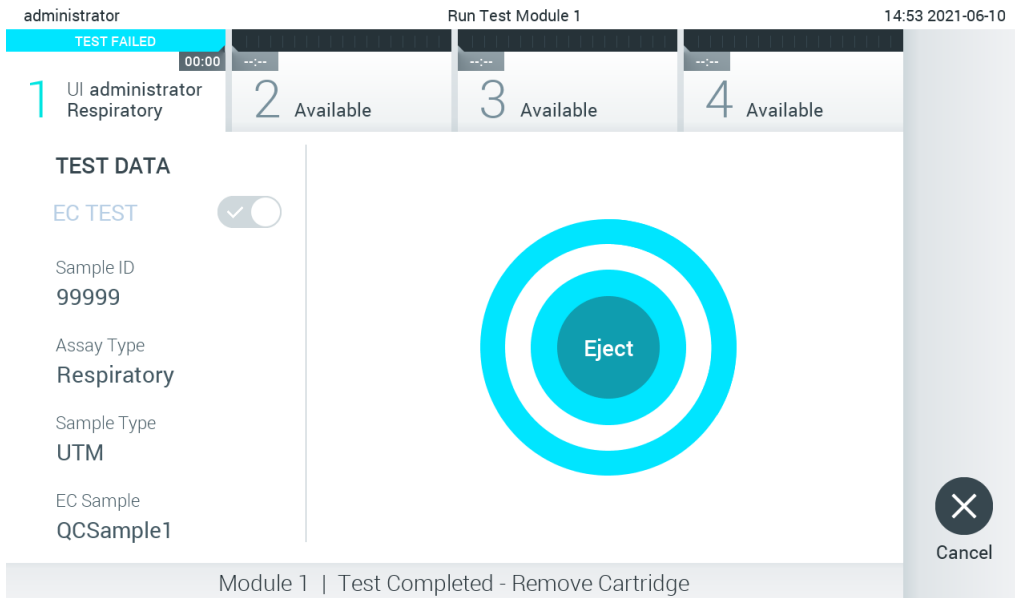 administrator Run Test Module 1 14:53 2021-06-10
TEST FAILED
00:00 --:-- --:-- --:--
1 UI administrator 2 Available 3 Available 4 Available
Respiratory
TEST DATA
EC TEST
Sample ID
99999
Assay Type
Respiratory
Sample Type
UTM
EC Sample
QCSample1
Eject
Cancel
Module 1 | Test Completed - Remove Cartridge